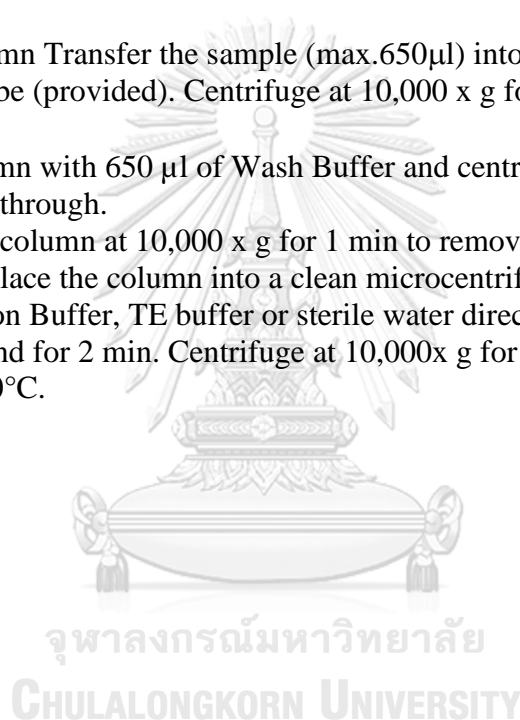 mn Transfer the sample (max.650µl) into
be (provided). Centrifuge at 10,000 x g fo
mn with 650 µl of Wash Buffer and centr
through.
column at 10,000 x g for 1 min to remov
lace the column into a clean microcentrif
on Buffer, TE buffer or sterile water direc
nd for 2 min. Centrifuge at 10,000x g for
0°C.
จุฬาลงกรณ์มหาวิทยาลัย
CHULALONGKORN UNIVERSITY